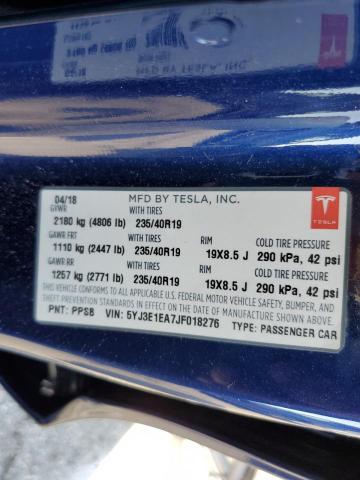 04/18 MFD BY TESLA, INC.
GVWR WITH TIRES
2180 kg (4806 lb) 235/40R19
GAWR FRT WITH TIRES RIM COLD TIRE PRESSURE
1110 kg (2447 lb) 235/40R19 19X8.5 J 290 kPa, 42 psi
GAWR RR WITH TIRES RIM COLD TIRE PRESSURE
1257 kg (2771 lb) 235/40R19 19X8.5 J 290 kPa, 42 psi
THIS VEHICLE CONFORMS TO ALL APPLICABLE FEDERAL MOTOR VEHICLE SAFETY, BUMPER, AND
THEFT PREVENTION STANDARDS IN EFFECT ON THE DATE OF MANUFACTURE SHOWN ABOVE.
PNT: PPSB VIN: 5YJ3E1EA7JF018276 TYPE: PASSENGER CAR
TESLA